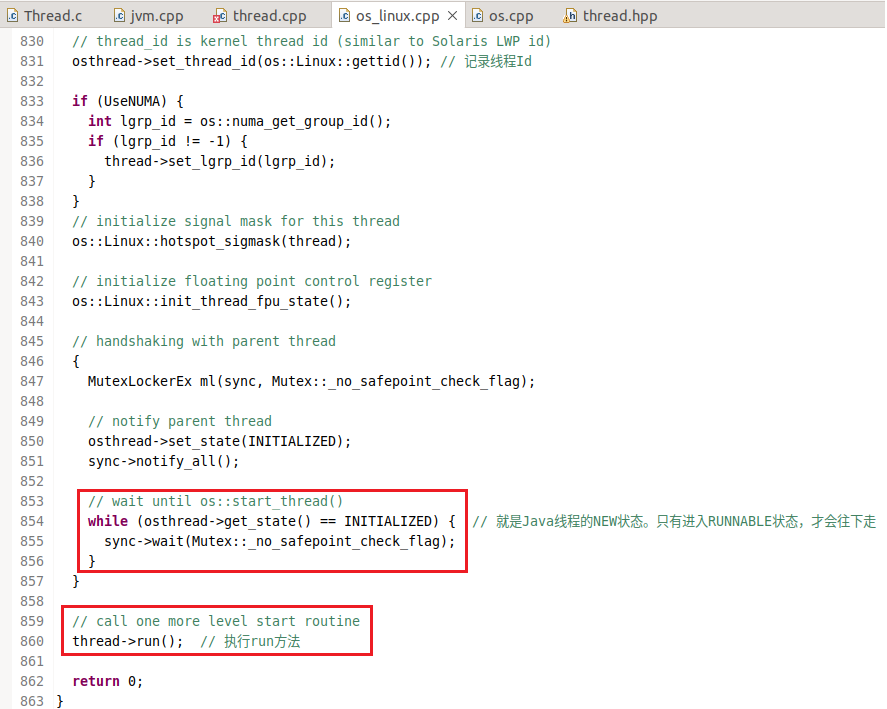 Thread.c jvm.cpp thread.cpp os_linux.cpp os.cpp thread.hpp
830 // thread_id is kernel thread id (similar to Solaris LWP id)
831 osthread->set_thread_id(os::Linux::gettid()); // 记录线程Id
832
833 if (UseNUMA) {
834 int lgrp_id = os::numa_get_group_id();
835 if (lgrp_id != -1) {
836 thread->set_lgrp_id(lgrp_id);
837 }
838 }
839 // initialize signal mask for this thread
840 os::Linux::hotspot_sigmask(thread);
841
842 // initialize floating point control register
843 os::Linux::init_thread_fpu_state();
844
845 // handshaking with parent thread
846 {
847 MutexLockerEx ml(sync, Mutex::_no_safepoint_check_flag);
848
849 // notify parent thread
850 osthread->set_state(INITIALIZED);
851 sync->notify_all();
852
853 // wait until os::start_thread()
854 while (osthread->get_state() == INITIALIZED) { // 就是Java线程的NEW状态。只有进入RUNNABLE状态，才会往下走
855 sync->wait(Mutex::_no_safepoint_check_flag);
856 }
857 }
858
859 // call one more level start routine
860 thread->run(); // 执行run方法
861
862 return 0;
863 }